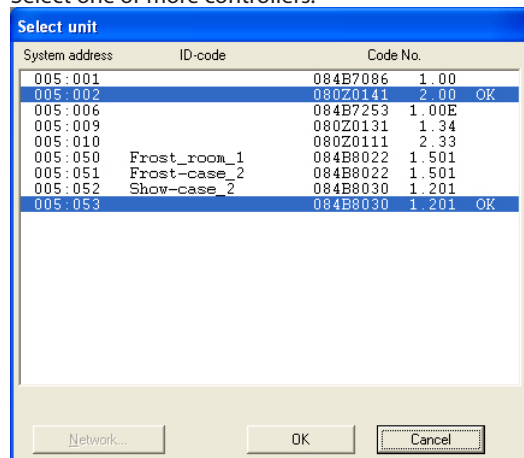 Select one or more controllers.
Select unit
System address ID-code Code No.
005:001 084B7086 1.00
005:002 080Z0141 2.00 OK
005:006 084B7253 1.00E
005:009 080Z0131 1.34
005:010 080Z0111 2.33
005:050 Frost_room_1 084B8022 1.501
005:051 Frost-case_2 084B8022 1.501
005:052 Show-case_2 084B8030 1.201
005:053 084B8030 1.201 OK
Network... OK Cancel